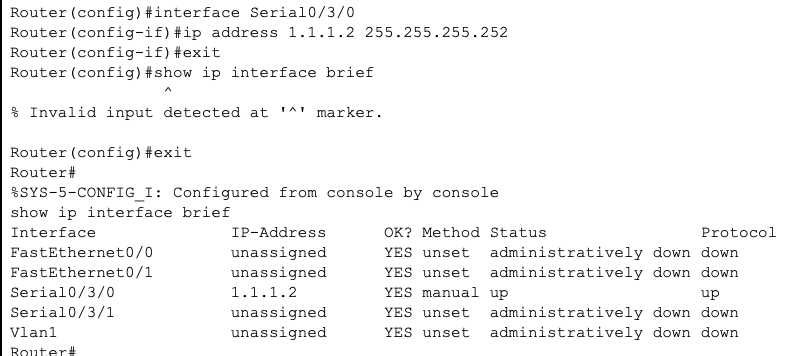 Router(config)#interface Serial0/3/0
Router(config-if)#ip address 1.1.1.2 255.255.255.252
Router(config-if)#exit
Router(config)#show ip interface brief
                ^
% Invalid input detected at '^' marker.

Router(config)#exit
Router#
%SYS-5-CONFIG_I: Configured from console by console
show ip interface brief
Interface              IP-Address      OK? Method Status                Protocol
FastEthernet0/0        unassigned      YES unset  administratively down down
FastEthernet0/1        unassigned      YES unset  administratively down down
Serial0/3/0            1.1.1.2         YES manual up                    up
Serial0/3/1            unassigned      YES unset  administratively down down
Vlan1                  unassigned      YES unset  administratively down down
Router#